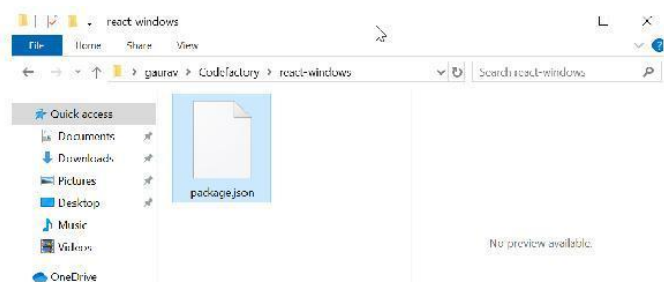 react-windows
File Home Share View
gaurav > Codefactory > react-windows
Search react-windows
Quick access
Documents
Downloads
Pictures
Desktop
Music
Videos
OneDrive
package.json
No preview available.